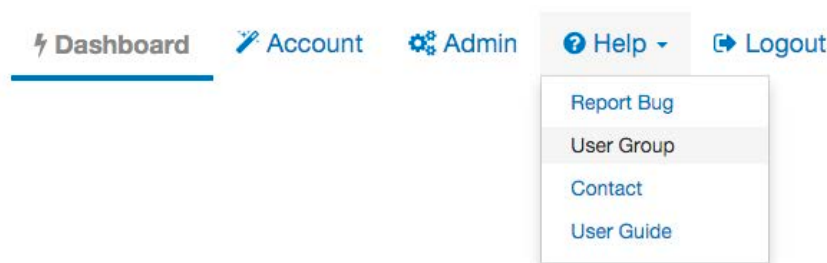 Dashboard Account Admin Help Logout
Report Bug
User Group
Contact
User Guide